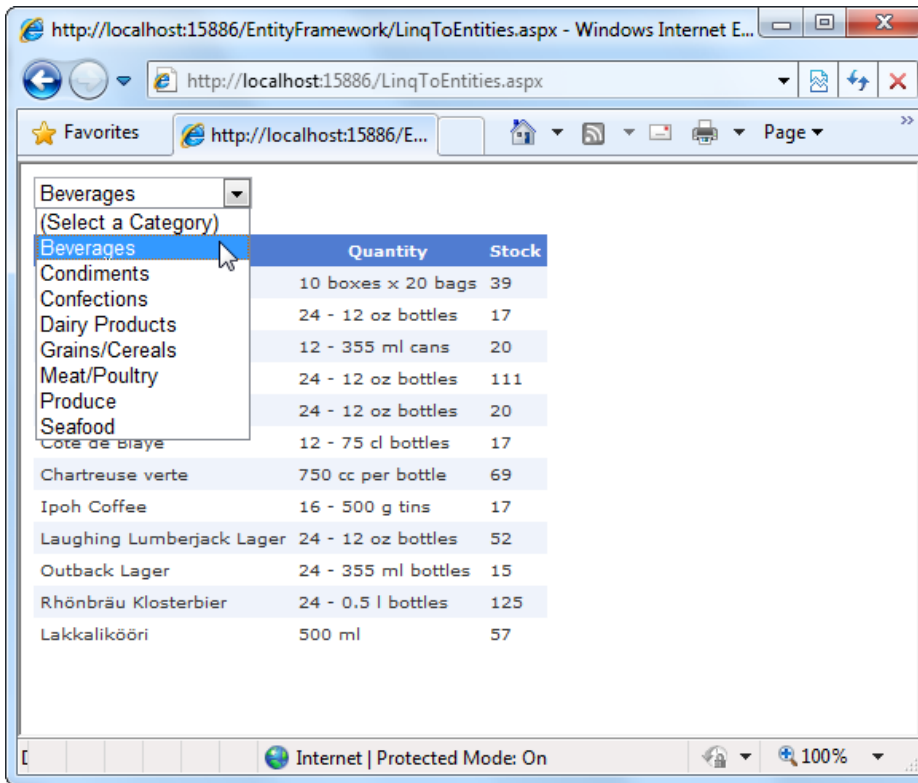 http://localhost:15886/EntityFramework/LinqToEntities.aspx - Windows Internet E...
http://localhost:15886/LinqToEntities.aspx
Favorites http://localhost:15886/E... Page
Beverages
(Select a Category)
Beverages Quantity Stock
Condiments 10 boxes x 20 bags 39
Confections
Dairy Products 24 - 12 oz bottles 17
Grains/Cereals 12 - 355 ml cans 20
Meat/Poultry 24 - 12 oz bottles 111
Produce 24 - 12 oz bottles 20
Seafood
Côte de Blaye 12 - 75 cl bottles 17
Chartreuse verte 750 cc per bottle 69
Ipoh Coffee 16 - 500 g tins 17
Laughing Lumberjack Lager 24 - 12 oz bottles 52
Outback Lager 24 - 355 ml bottles 15
Rhönbräu Klosterbier 24 - 0.5 l bottles 125
Lakkalikööri 500 ml 57
Internet | Protected Mode: On 100%